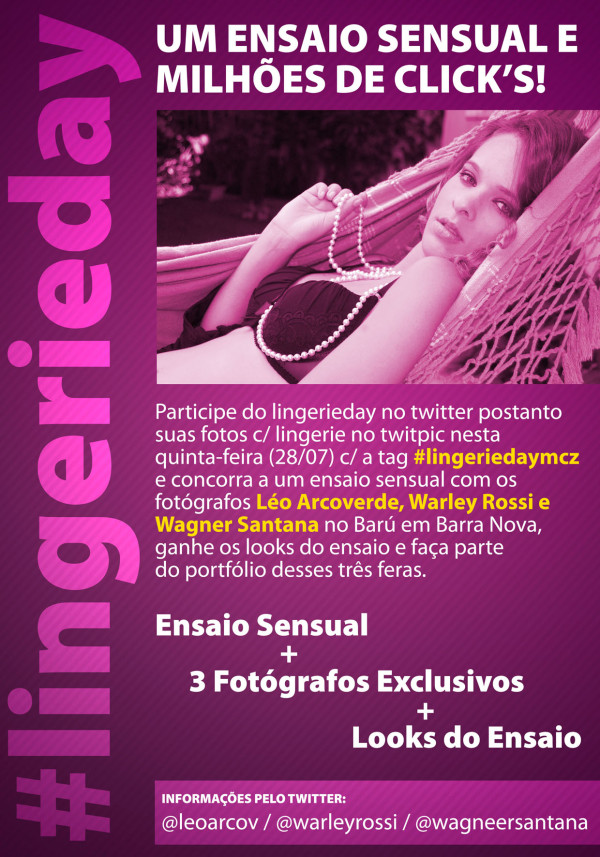 #lingerieday
UM ENSAIO SENSUAL E
MILHÕES DE CLICK'S!
Participe do lingerieday no twitter postanto
suas fotos c/ lingerie no twitpic nesta
quinta-feira (28/07) c/ a tag #lingeriedaymcz
e concorra a um ensaio sensual com os
fotógrafos Léo Arcoverde, Warley Rossi e
Wagner Santana no Barú em Barra Nova,
ganhe os looks do ensaio e faça parte
do portfólio desses três feras.
Ensaio Sensual
+
3 Fotógrafos Exclusivos
+
Looks do Ensaio
INFORMAÇÕES PELO TWITTER:
@leoarcov / @warleyrossi / @wagneersantana